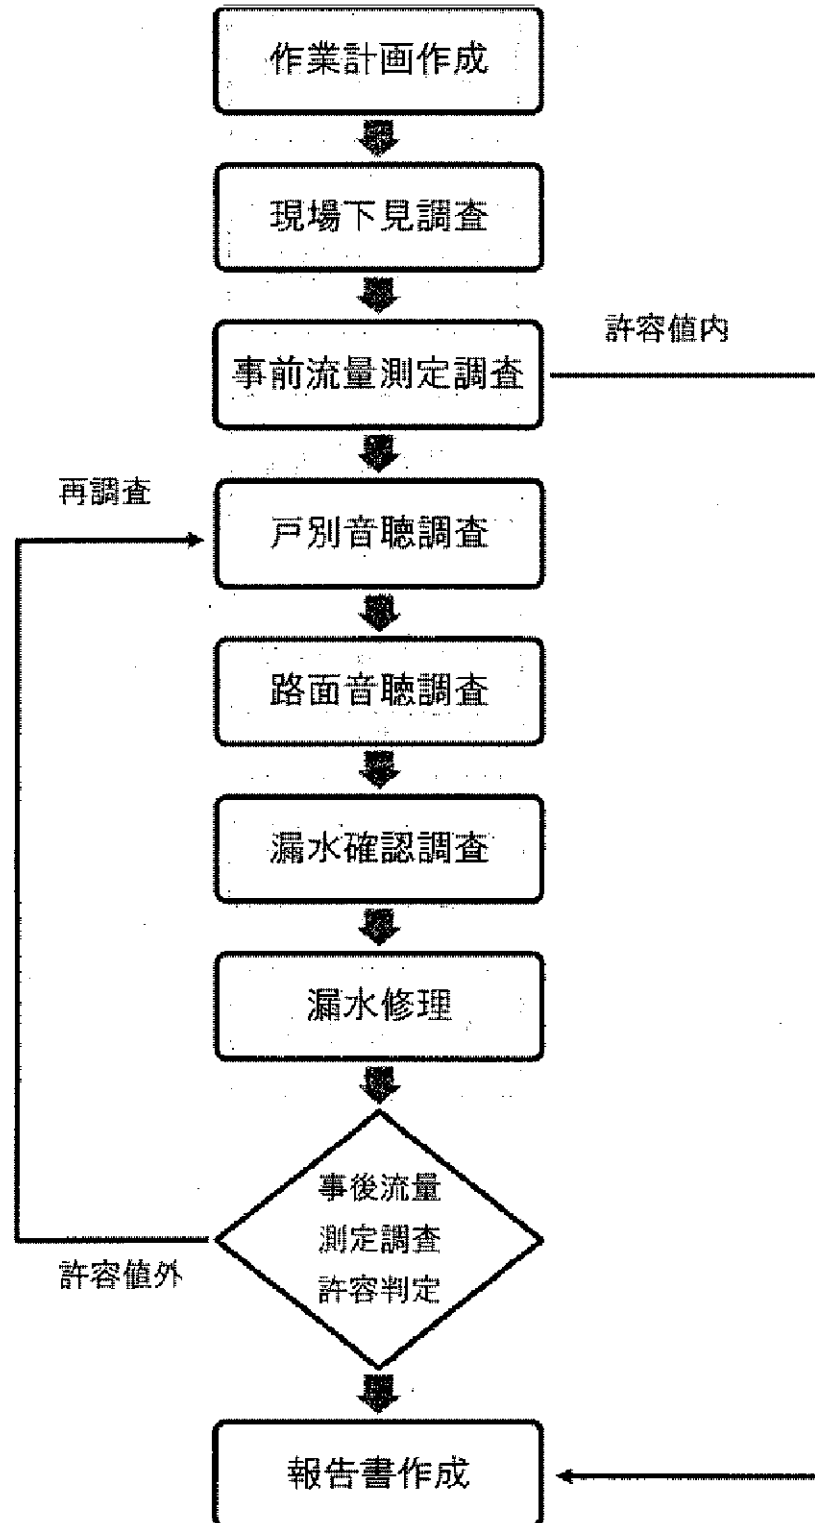 作業計画作成
現場下見調査
許容値内
事前流量測定調査
再調査
戸別音聴調査
路面音聴調査
漏水確認調査
漏水修理
事後流量
測定調査
許容判定
許容値外
報告書作成